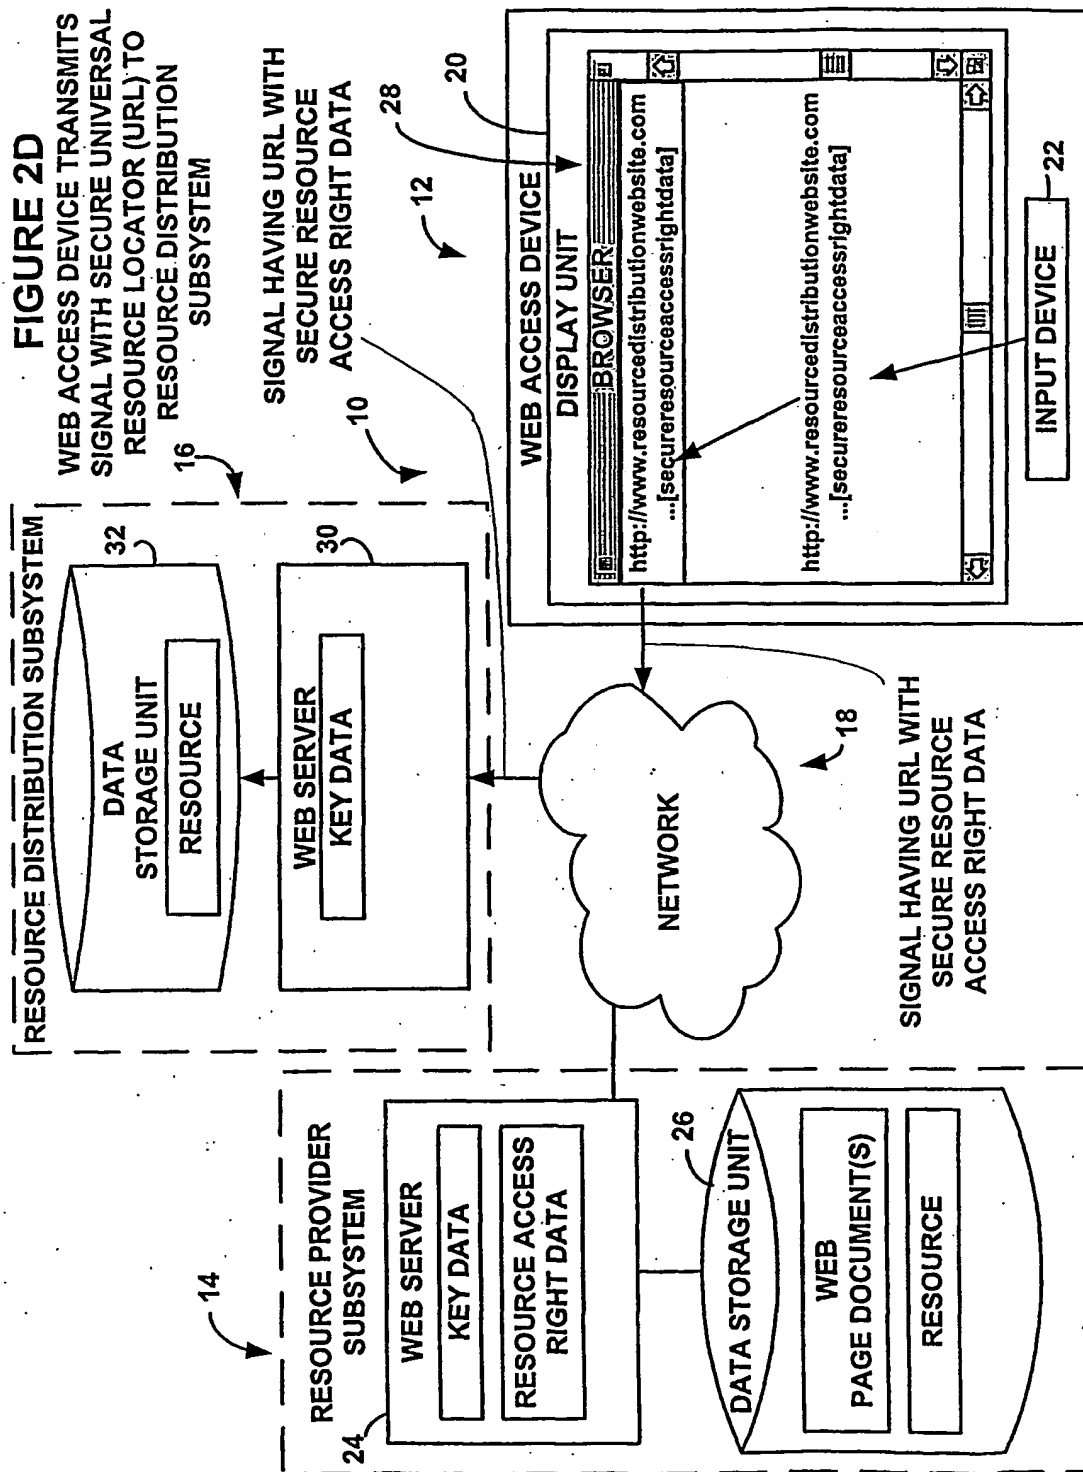 FIGURE 2D
WEB ACCESS DEVICE TRANSMITS
SIGNAL WITH SECURE UNIVERSAL
RESOURCE LOCATOR (URL) TO
RESOURCE DISTRIBUTION
SUBSYSTEM
14
RESOURCE PROVIDER
SUBSYSTEM
24
WEB SERVER
KEY DATA
RESOURCE ACCESS
RIGHT DATA
DATA STORAGE UNIT
26
WEB
PAGE DOCUMENT(S)
RESOURCE
RESOURCE DISTRIBUTION SUBSYSTEM
16
32
DATA
STORAGE UNIT
RESOURCE
30
WEB SERVER
KEY DATA
10
SIGNAL HAVING URL WITH
SECURE RESOURCE
ACCESS RIGHT DATA
12
NETWORK
18
SIGNAL HAVING URL WITH
SECURE RESOURCE
ACCESS RIGHT DATA
28
20
WEB ACCESS DEVICE
DISPLAY UNIT
BROWSER
http://www.resourcedistributionwebsite.com
...[secureresourceaccessrightdata]
http://www.resourcedistributionwebsite.com
...[secureresourceaccessrightdata]
INPUT DEVICE
22